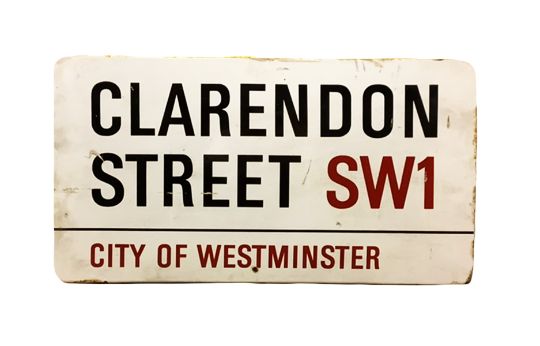 CLARENDON
STREET SW1
CITY OF WESTMINSTER